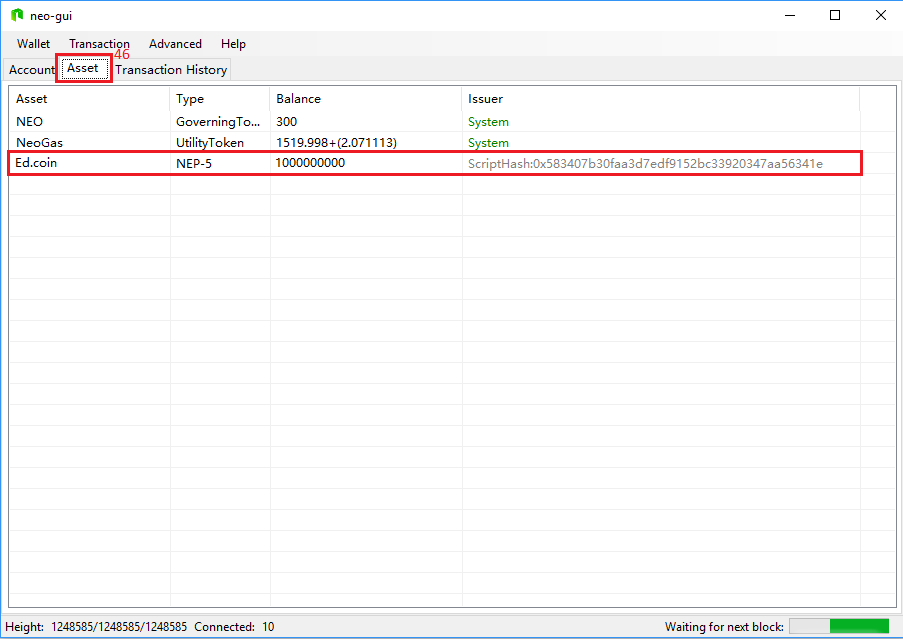 neo-gui
Wallet Transaction Advanced Help
46
Account Asset Transaction History
Asset Type Balance Issuer
NEO GoverningTo... 300 System
NeoGas UtilityToken 1519.998+(2.071113) System
Ed.coin NEP-5 1000000000 ScriptHash:0x583407b30faa3d7edf9152bc33920347aa56341e
Height: 1248585/1248585/1248585 Connected: 10 Waiting for next block: